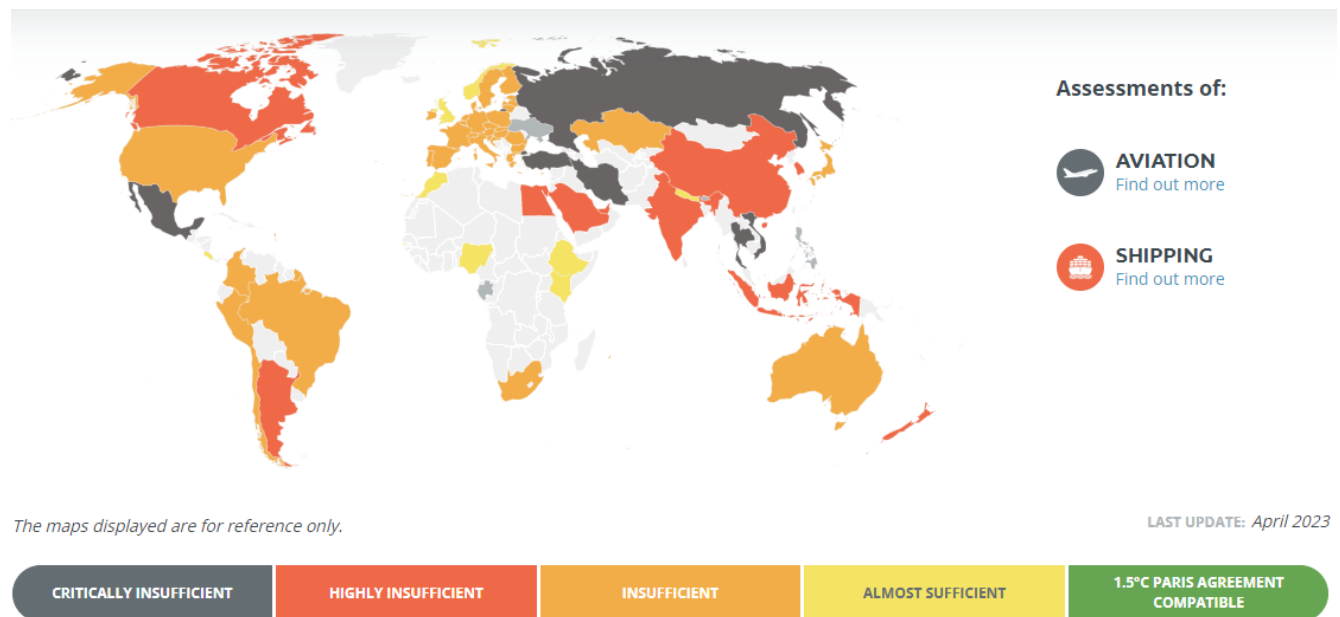 Assessments of:
AVIATION
Find out more
SHIPPING
Find out more
The maps displayed are for reference only.
LAST UPDATE: April 2023
CRITICALLY INSUFFICIENT
HIGHLY INSUFFICIENT
INSUFFICIENT
ALMOST SUFFICIENT
1.5°C PARIS AGREEMENT
COMPATIBLE